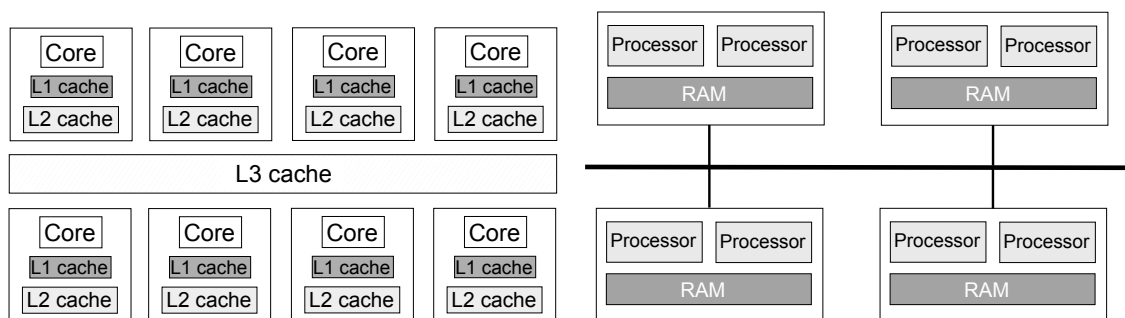 Core Core Core Core
L1 cache L1 cache L1 cache L1 cache
L2 cache L2 cache L2 cache L2 cache
L3 cache
Core Core Core Core
L1 cache L1 cache L1 cache L1 cache
L2 cache L2 cache L2 cache L2 cache
Processor Processor Processor Processor
RAM RAM
Processor Processor Processor Processor
RAM RAM